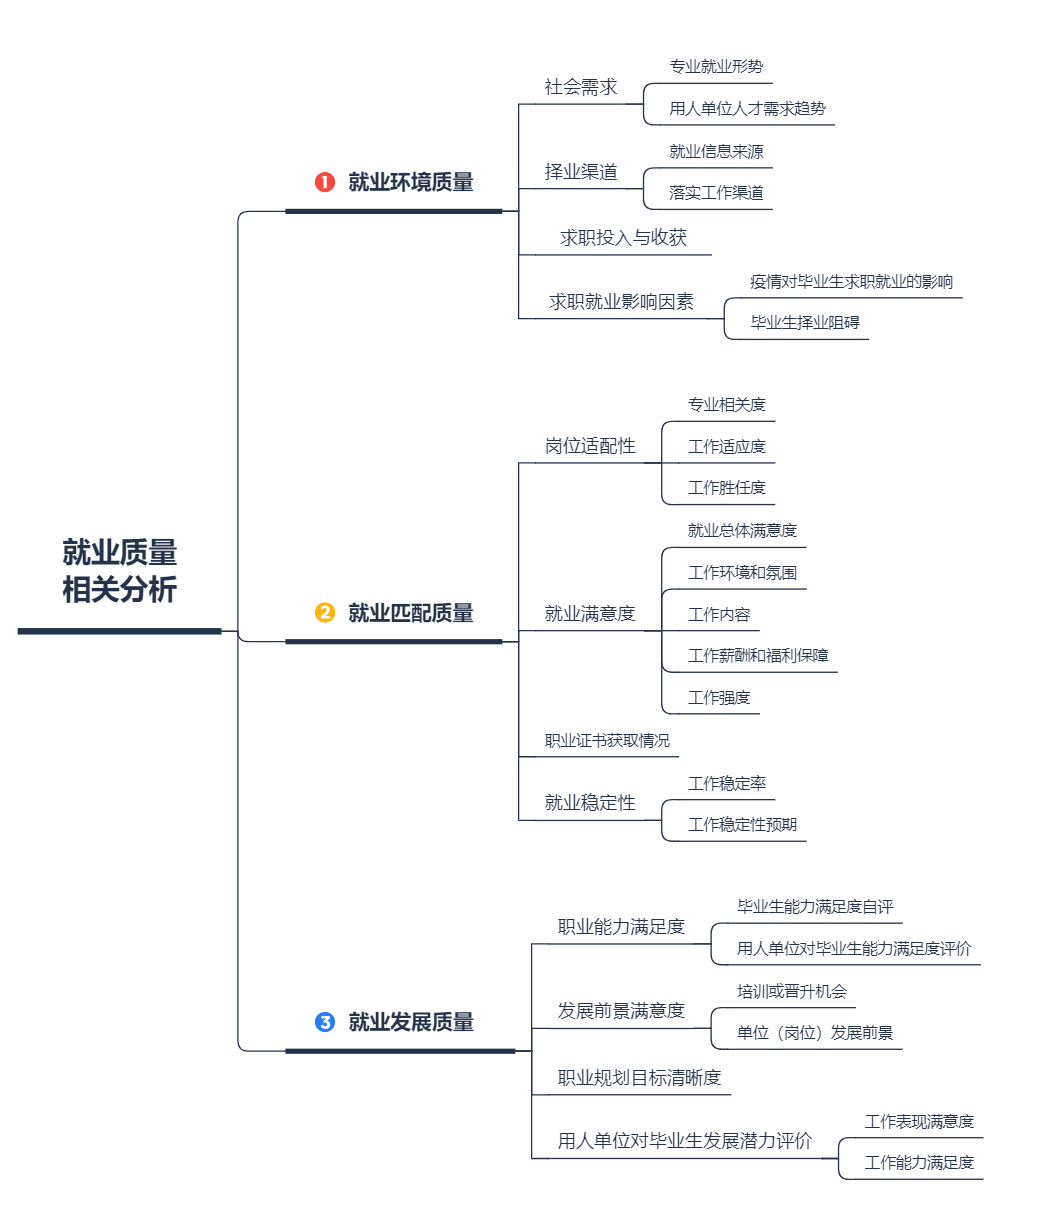 就业质量
相关分析
1 就业环境质量
社会需求
专业就业形势
用人单位人才需求趋势
择业渠道
就业信息来源
落实工作渠道
求职投入与收获
求职就业影响因素
疫情对毕业生求职就业的影响
毕业生择业阻碍
2 就业匹配质量
岗位适配性
专业相关度
工作适应度
工作胜任度
就业满意度
就业总体满意度
工作环境和氛围
工作内容
工作薪酬和福利保障
工作强度
职业证书获取情况
就业稳定性
工作稳定率
工作稳定性预期
3 就业发展质量
职业能力满足度
毕业生能力满足度自评
用人单位对毕业生能力满足度评价
发展前景满意度
培训或晋升机会
单位（岗位）发展前景
职业规划目标清晰度
用人单位对毕业生发展潜力评价
工作表现满意度
工作能力满足度